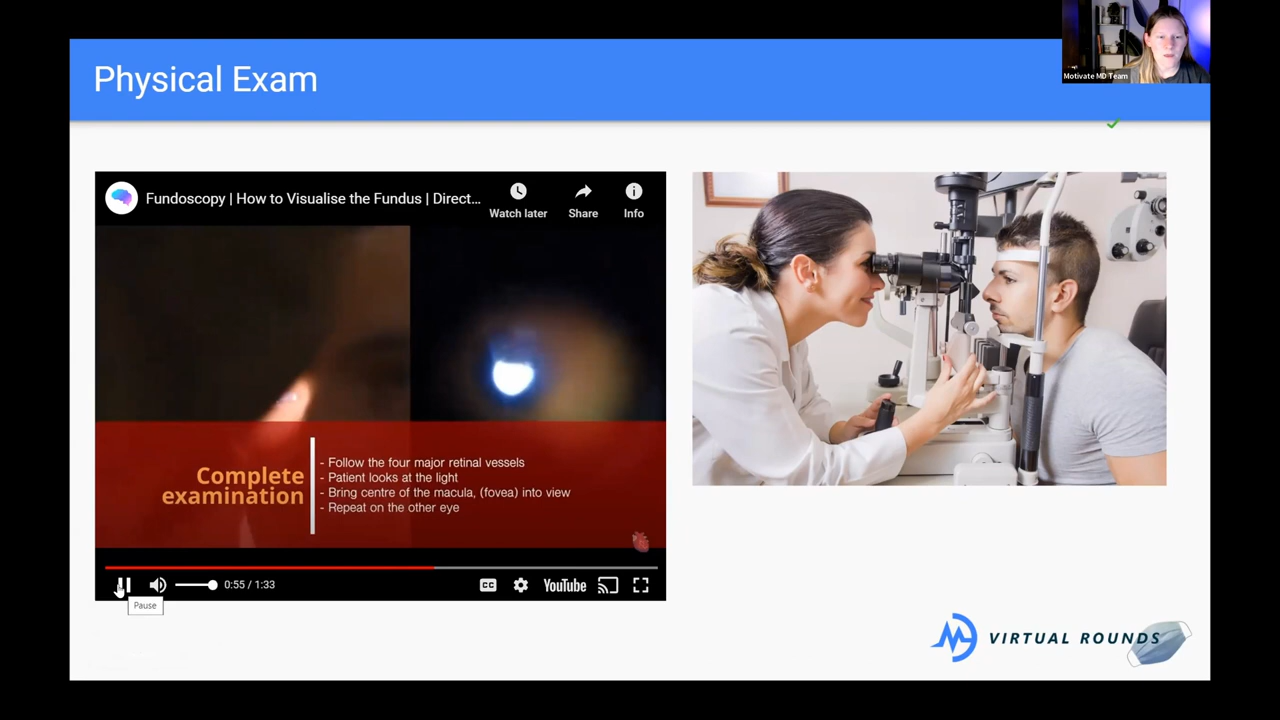 Physical Exam
Motivate MD Team
Fundoscopy | How to Visualise the Fundus | Direct...
Watch later
Share
Info
Complete
examination
- Follow the four major retinal vessels
- Patient looks at the light
- Bring centre of the macula, (fovea) into view
- Repeat on the other eye
0:55 / 1:33
CC
YouTube
Pause
VIRTUAL ROUNDS